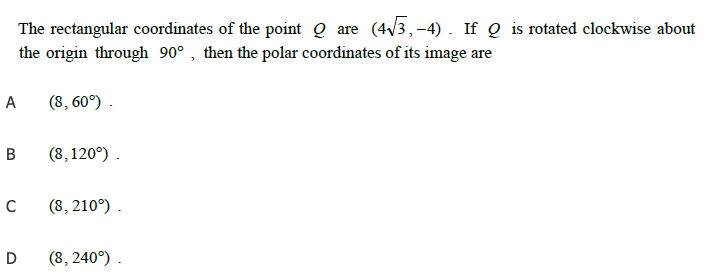 The rectangular coordinates of the point Q are (4√3, −4) . If Q is rotated clockwise about
the origin through 90° , then the polar coordinates of its image are
A (8, 60°) .
B (8, 120°) .
C (8, 210°) .
D (8, 240°) .